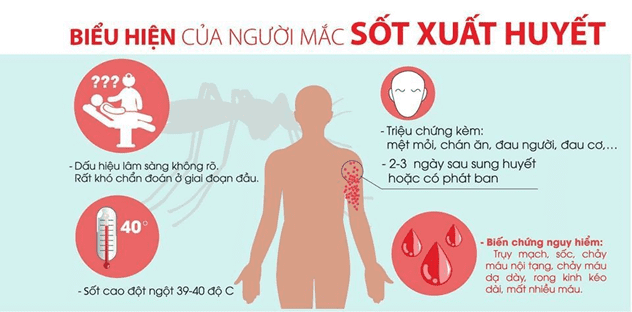 BIỂU HIỆN CỦA NGƯỜI MẮC SỐT XUẤT HUYẾT
???
- Dấu hiệu lâm sàng không rõ.
Rất khó chẩn đoán ở giai đoạn đầu.
40°
- Sốt cao đột ngột 39-40 độ C
- Triệu chứng kèm:
mệt mỏi, chán ăn, đau người, đau cơ,...
- 2-3 ngày sau sung huyết
hoặc có phát ban
- Biến chứng nguy hiểm:
Trụy mạch, sốc, chảy
máu nội tạng, chảy máu
dạ dày, rong kinh kéo
dài, mất nhiều máu.